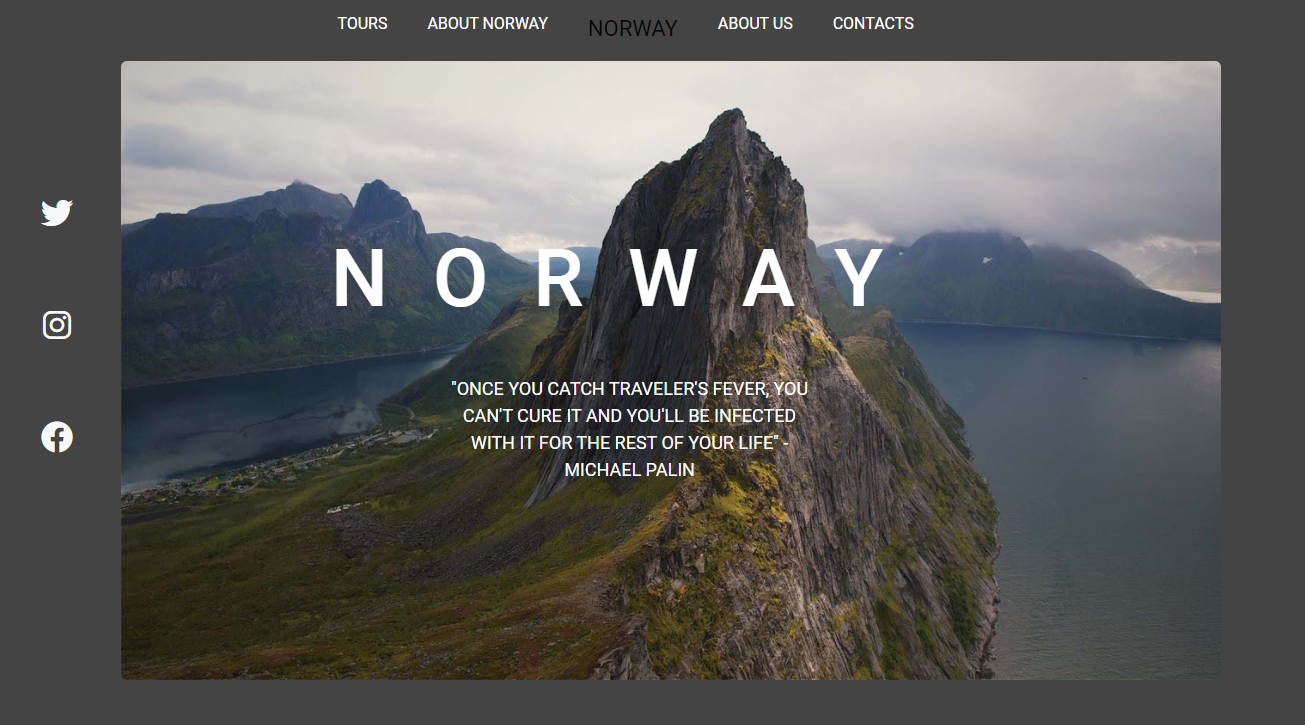 TOURS ABOUT NORWAY NORWAY ABOUT US CONTACTS
NORWAY
"ONCE YOU CATCH TRAVELER'S FEVER, YOU
CAN'T CURE IT AND YOU'LL BE INFECTED
WITH IT FOR THE REST OF YOUR LIFE" -
MICHAEL PALIN